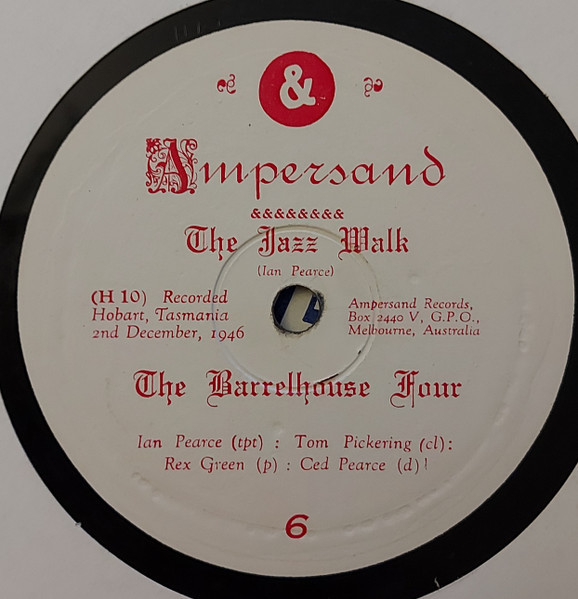 &
Ampersand
&&&&&&&&
The Jazz Walk
(Ian Pearce)
(H 10) Recorded
Hobart, Tasmania
2nd December, 1946
Ampersand Records,
Box 2440 V, G.P.O.,
Melbourne, Australia
The Barrelhouse Four
Ian Pearce (tpt) : Tom Pickering (cl):
Rex Green (p) : Ced Pearce (d)
6